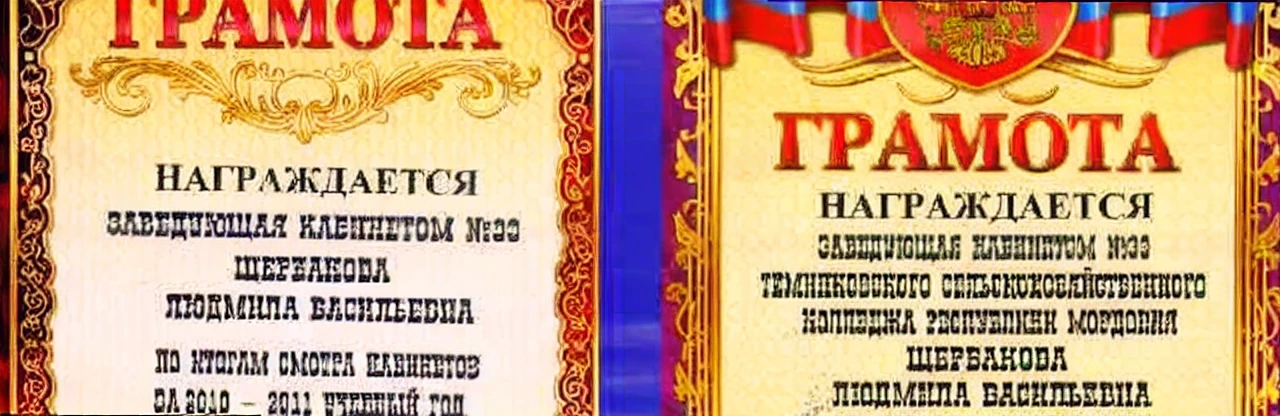 ГРАМОТА
НАГРАЖДАЕТСЯ
ЗАВЕДУЮЩАЯ КАБИНЕТОМ №33
ЩЕРБАКОВА
ЛЮДМИЛА ВАСИЛЬЕВНА
ПО ИТОГАМ СМОТРА КАБИНЕТОВ
ЗА 2010 – 2011 УЧЕБНЫЙ ГОД
ГРАМОТА
НАГРАЖДАЕТСЯ
ЗАВЕДУЮЩАЯ КАБИНЕТОМ №33
ТЕМНИКОВСКОГО СЕЛЬСКОХОЗЯЙСТВЕННОГО
КОЛЛЕДЖА РЕСПУБЛИКИ МОРДОВИЯ
ЩЕРБАКОВА
ЛЮДМИЛА ВАСИЛЬЕВНА